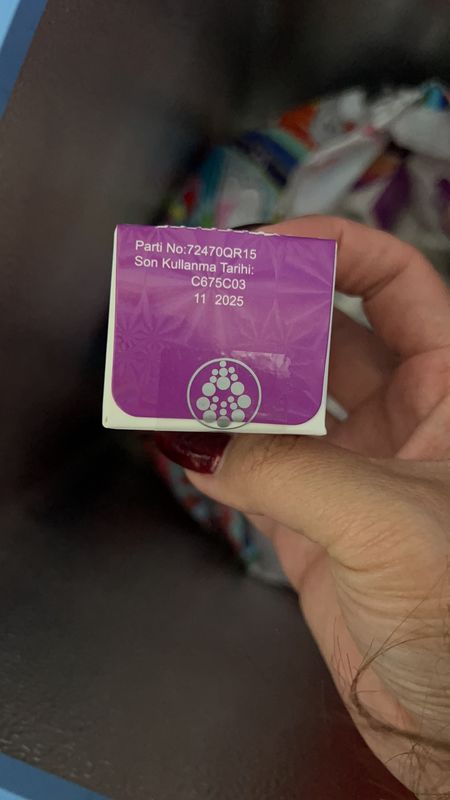 Parti No:72470QR15
Son Kullanma Tarihi:
C675C03
11 2025